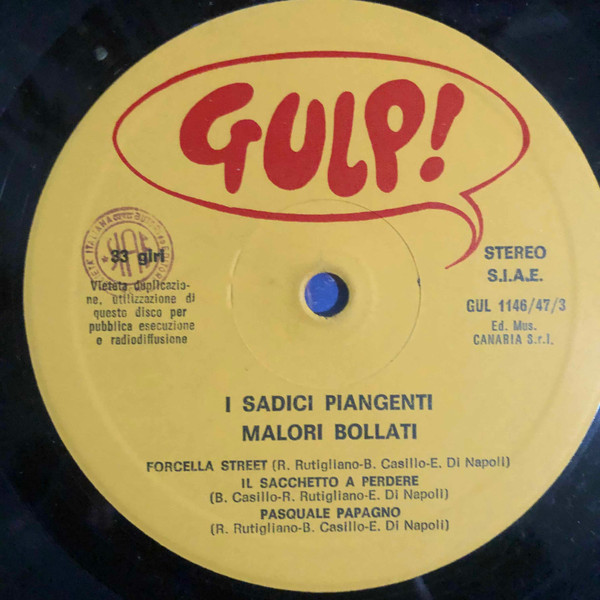 GULP!
33 giri
Vietata duplicazio-
ne, utilizzazione di
questo disco per
pubblica esecuzione
e radiodiffusione
STEREO
S.I.A.E.
GUL 1146/47/3
Ed. Mus.
CANARIA S.r.l.
I SADICI PIANGENTI
MALORI BOLLATI
FORCELLA STREET (R. Rutigliano-B. Casillo-E. Di Napoli)
IL SACCHETTO A PERDERE
(B. Casillo-R. Rutigliano-E. Di Napoli)
PASQUALE PAPAGNO
(R. Rutigliano-B. Casillo-E. Di Napoli)